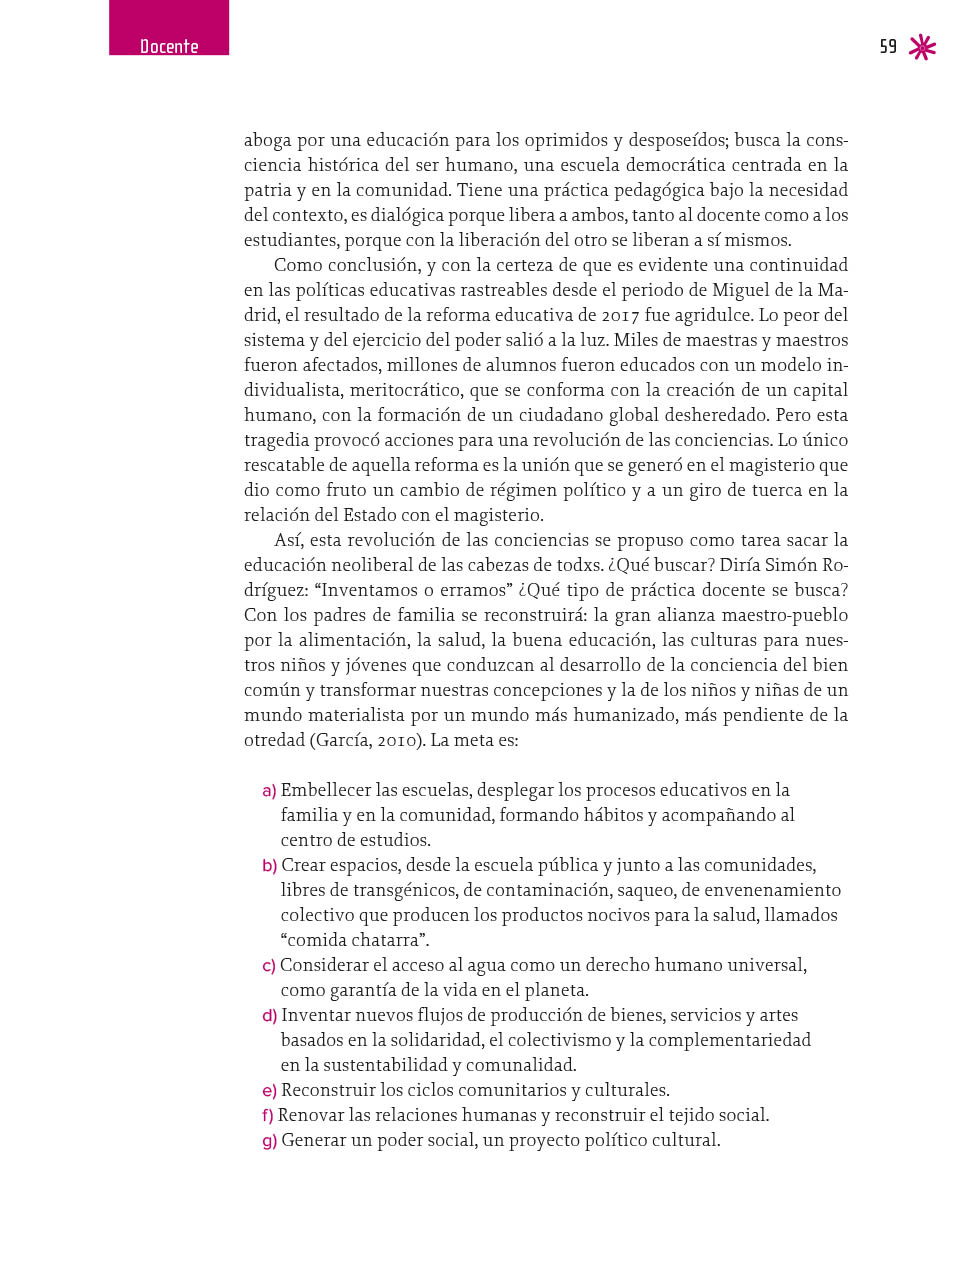 Docente
59
aboga por una educación para los oprimidos y desposeídos; busca la cons-
ciencia histórica del ser humano, una escuela democrática centrada en la
patria y en la comunidad. Tiene una práctica pedagógica bajo la necesidad
del contexto, es dialógica porque libera a ambos, tanto al docente como a los
estudiantes, porque con la liberación del otro se liberan a sí mismos.
Como conclusión, y con la certeza de que es evidente una continuidad
en las políticas educativas rastreables desde el periodo de Miguel de la Ma-
drid, el resultado de la reforma educativa de 2017 fue agridulce. Lo peor del
sistema y del ejercicio del poder salió a la luz. Miles de maestras y maestros
fueron afectados, millones de alumnos fueron educados con un modelo in-
dividualista, meritocrático, que se conforma con la creación de un capital
humano, con la formación de un ciudadano global desheredado. Pero esta
tragedia provocó acciones para una revolución de las conciencias. Lo único
rescatable de aquella reforma es la unión que se generó en el magisterio que
dio como fruto un cambio de régimen político y a un giro de tuerca en la
relación del Estado con el magisterio.
Así, esta revolución de las conciencias se propuso como tarea sacar la
educación neoliberal de las cabezas de todxs. ¿Qué buscar? Diría Simón Ro-
dríguez: “Inventamos o erramos” ¿Qué tipo de práctica docente se busca?
Con los padres de familia se reconstruirá: la gran alianza maestro-pueblo
por la alimentación, la salud, la buena educación, las culturas para nues-
tros niños y jóvenes que conduzcan al desarrollo de la conciencia del bien
común y transformar nuestras concepciones y la de los niños y niñas de un
mundo materialista por un mundo más humanizado, más pendiente de la
otredad (García, 2010). La meta es:
a) Embellecer las escuelas, desplegar los procesos educativos en la
familia y en la comunidad, formando hábitos y acompañando al
centro de estudios.
b) Crear espacios, desde la escuela pública y junto a las comunidades,
libres de transgénicos, de contaminación, saqueo, de envenenamiento
colectivo que producen los productos nocivos para la salud, llamados
“comida chatarra”.
c) Considerar el acceso al agua como un derecho humano universal,
como garantía de la vida en el planeta.
d) Inventar nuevos flujos de producción de bienes, servicios y artes
basados en la solidaridad, el colectivismo y la complementariedad
en la sustentabilidad y comunalidad.
e) Reconstruir los ciclos comunitarios y culturales.
f) Renovar las relaciones humanas y reconstruir el tejido social.
g) Generar un poder social, un proyecto político cultural.